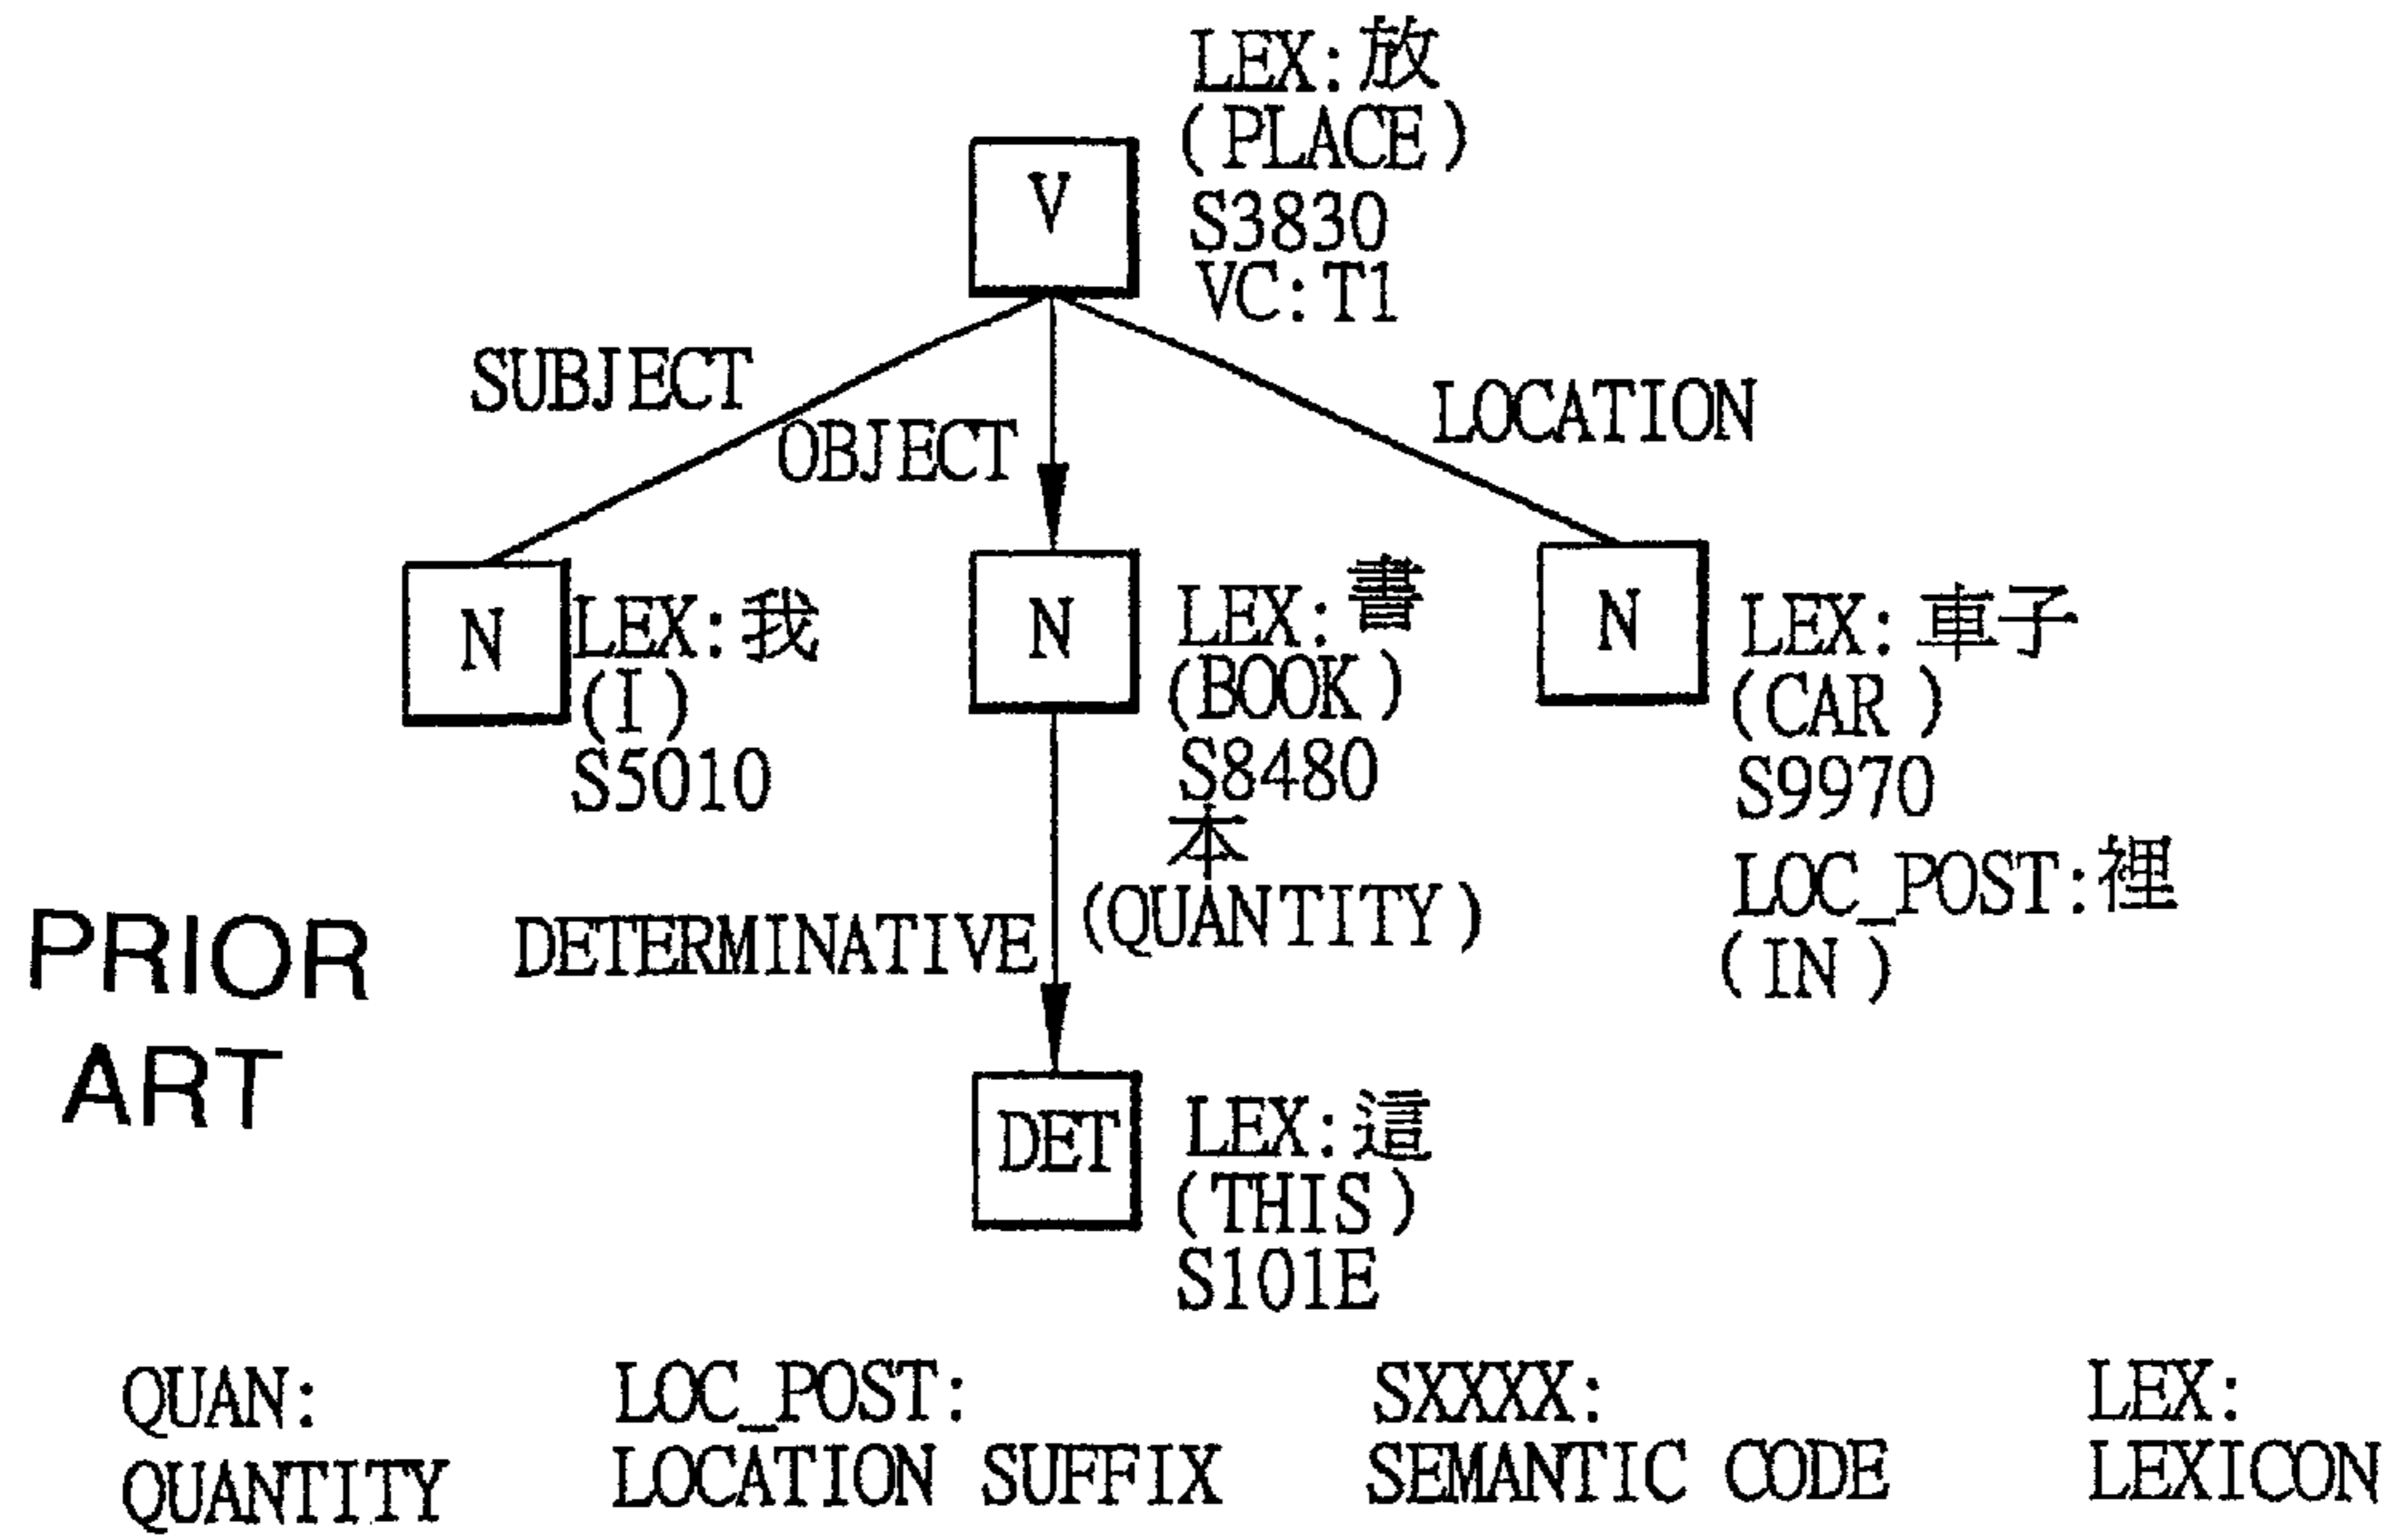 LEX:放
(PLACE)
V
S3830
VC:T1
SUBJECT
OBJECT
LOCATION
N
LEX:我
(I)
S5010
N
LEX:書
(BOOK)
S8480
本
(QUANTITY)
N
LEX:車子
(CAR)
S9970
LOC_POST:裡
(IN)
DETERMINATIVE
PRIOR
ART
DET
LEX:這
(THIS)
S101E
QUAN:
QUANTITY
LOC_POST:
LOCATION SUFFIX
SXXXX:
SEMANTIC CODE
LEX:
LEXICON